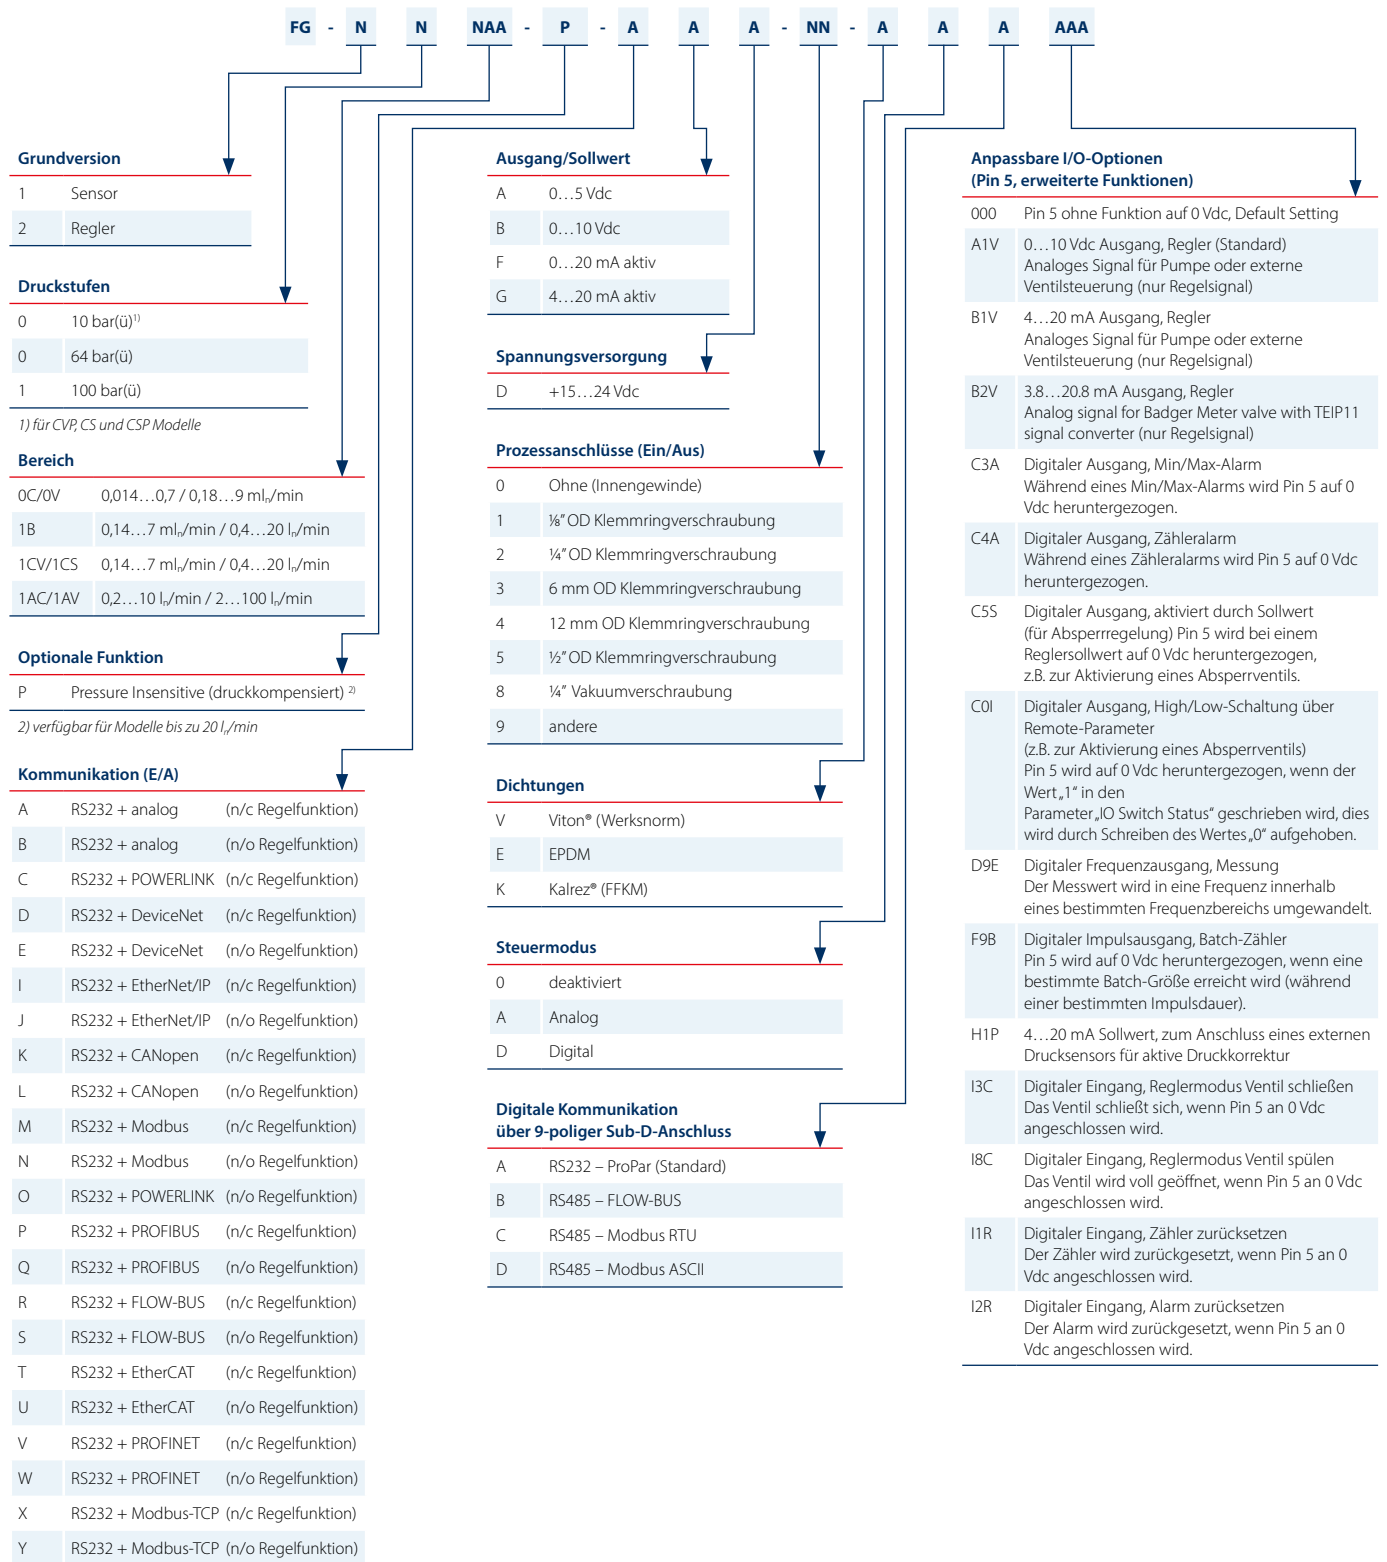 FG - N N NAA - P - A A A - NN - A A A AAA
Grundversion
1 Sensor
2 Regler
Druckstufen
0 10 bar(ü)1)
0 64 bar(ü)
1 100 bar(ü)
1) für CVP, CS und CSP Modelle
Bereich
0C/0V 0,014…0,7 / 0,18…9 mln/min
1B 0,14…7 mln/min / 0,4…20 ln/min
1CV/1CS 0,14…7 mln/min / 0,4…20 ln/min
1AC/1AV 0,2…10 ln/min / 2…100 ln/min
Optionale Funktion
P Pressure Insensitive (druckkompensiert) 2)
2) verfügbar für Modelle bis zu 20 ln/min
Kommunikation (E/A)
A RS232 + analog (n/c Regelfunktion)
B RS232 + analog (n/o Regelfunktion)
C RS232 + POWERLINK (n/c Regelfunktion)
D RS232 + DeviceNet (n/c Regelfunktion)
E RS232 + DeviceNet (n/o Regelfunktion)
I RS232 + EtherNet/IP (n/c Regelfunktion)
J RS232 + EtherNet/IP (n/o Regelfunktion)
K RS232 + CANopen (n/c Regelfunktion)
L RS232 + CANopen (n/o Regelfunktion)
M RS232 + Modbus (n/c Regelfunktion)
N RS232 + Modbus (n/o Regelfunktion)
O RS232 + POWERLINK (n/o Regelfunktion)
P RS232 + PROFIBUS (n/c Regelfunktion)
Q RS232 + PROFIBUS (n/o Regelfunktion)
R RS232 + FLOW-BUS (n/c Regelfunktion)
S RS232 + FLOW-BUS (n/o Regelfunktion)
T RS232 + EtherCAT (n/c Regelfunktion)
U RS232 + EtherCAT (n/o Regelfunktion)
V RS232 + PROFINET (n/c Regelfunktion)
W RS232 + PROFINET (n/o Regelfunktion)
X RS232 + Modbus-TCP (n/c Regelfunktion)
Y RS232 + Modbus-TCP (n/o Regelfunktion)
Ausgang/Sollwert
A 0…5 Vdc
B 0…10 Vdc
F 0…20 mA aktiv
G 4…20 mA aktiv
Spannungsversorgung
D +15…24 Vdc
Prozessanschlüsse (Ein/Aus)
0 Ohne (Innengewinde)
1 ⅛” OD Klemmringverschraubung
2 ¼” OD Klemmringverschraubung
3 6 mm OD Klemmringverschraubung
4 12 mm OD Klemmringverschraubung
5 ½” OD Klemmringverschraubung
8 ¼” Vakuumverschraubung
9 andere
Dichtungen
V Viton® (Werksnorm)
E EPDM
K Kalrez® (FFKM)
Steuermodus
0 deaktiviert
A Analog
D Digital
Digitale Kommunikation
über 9-poliger Sub-D-Anschluss
A RS232 – ProPar (Standard)
B RS485 – FLOW-BUS
C RS485 – Modbus RTU
D RS485 – Modbus ASCII
Anpassbare I/O-Optionen
(Pin 5, erweiterte Funktionen)
000 Pin 5 ohne Funktion auf 0 Vdc, Default Setting
A1V 0…10 Vdc Ausgang, Regler (Standard)
Analoges Signal für Pumpe oder externe
Ventilsteuerung (nur Regelsignal)
B1V 4…20 mA Ausgang, Regler
Analoges Signal für Pumpe oder externe
Ventilsteuerung (nur Regelsignal)
B2V 3.8…20.8 mA Ausgang, Regler
Analog signal for Badger Meter valve with TEIP11
signal converter (nur Regelsignal)
C3A Digitaler Ausgang, Min/Max-Alarm
Während eines Min/Max-Alarms wird Pin 5 auf 0
Vdc heruntergezogen.
C4A Digitaler Ausgang, Zähleralarm
Während eines Zähleralarms wird Pin 5 auf 0 Vdc
heruntergezogen.
C5S Digitaler Ausgang, aktiviert durch Sollwert
(für Absperrregelung) Pin 5 wird bei einem
Reglersollwert auf 0 Vdc heruntergezogen,
z.B. zur Aktivierung eines Absperrventils.
C0I Digitaler Ausgang, High/Low-Schaltung über
Remote-Parameter
(z.B. zur Aktivierung eines Absperrventils)
Pin 5 wird auf 0 Vdc heruntergezogen, wenn der
Wert „1“ in den
Parameter „IO Switch Status“ geschrieben wird, dies
wird durch Schreiben des Wertes „0“ aufgehoben.
D9E Digitaler Frequenzausgang, Messung
Der Messwert wird in eine Frequenz innerhalb
eines bestimmten Frequenzbereichs umgewandelt.
F9B Digitaler Impulsausgang, Batch-Zähler
Pin 5 wird auf 0 Vdc heruntergezogen, wenn eine
bestimmte Batch-Größe erreicht wird (während
einer bestimmten Impulsdauer).
H1P 4…20 mA Sollwert, zum Anschluss eines externen
Drucksensors für aktive Druckkorrektur
I3C Digitaler Eingang, Reglermodus Ventil schließen
Das Ventil schließt sich, wenn Pin 5 an 0 Vdc
angeschlossen wird.
I8C Digitaler Eingang, Reglermodus Ventil spülen
Das Ventil wird voll geöffnet, wenn Pin 5 an 0 Vdc
angeschlossen wird.
I1R Digitaler Eingang, Zähler zurücksetzen
Der Zähler wird zurückgesetzt, wenn Pin 5 an 0
Vdc angeschlossen wird.
I2R Digitaler Eingang, Alarm zurücksetzen
Der Alarm wird zurückgesetzt, wenn Pin 5 an 0
Vdc angeschlossen wird.